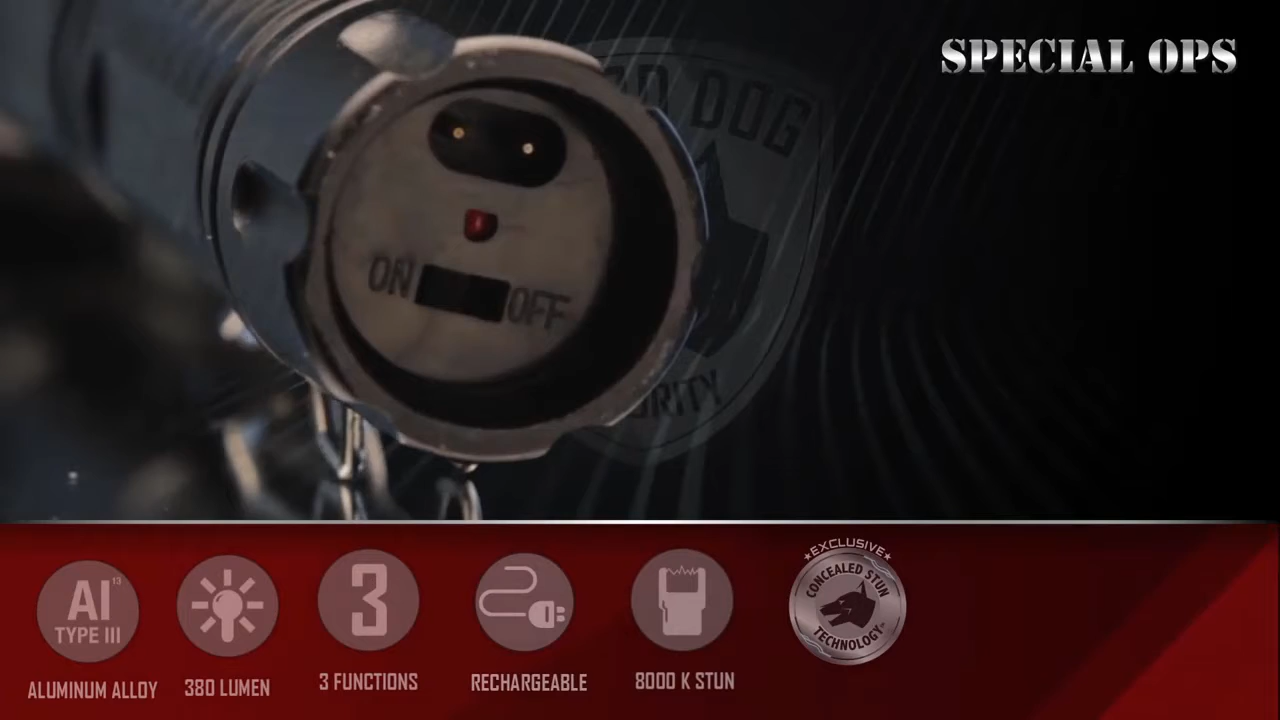 SPECIAL OPS
DOG
ON
OFF
Al 13
TYPE III
3
EXCLUSIVE
CONCEALED STUN
TECHNOLOGY
ALUMINUM ALLOY
380 LUMEN
3 FUNCTIONS
RECHARGEABLE
8000 K STUN